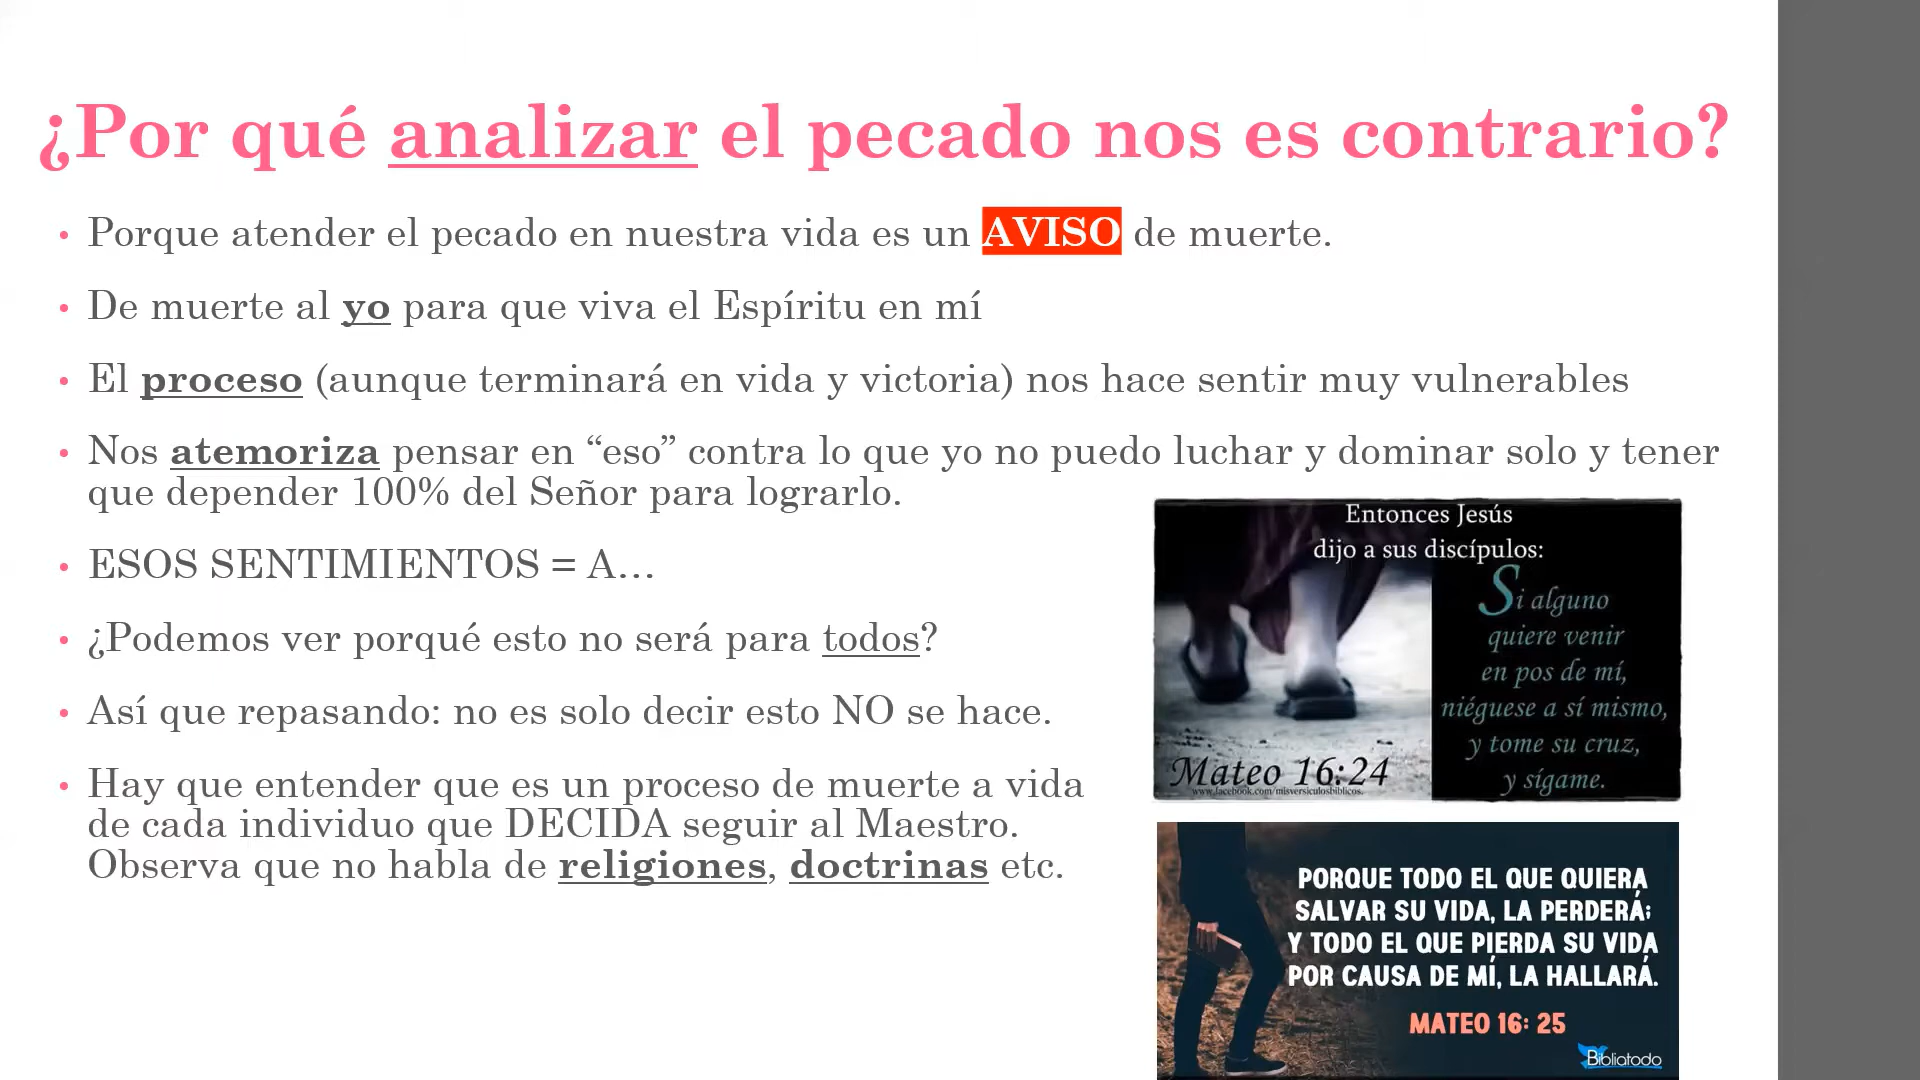 ¿Por qué analizar el pecado nos es contrario?
• Porque atender el pecado en nuestra vida es un AVISO de muerte.
• De muerte al yo para que viva el Espíritu en mí
• El proceso (aunque terminará en vida y victoria) nos hace sentir muy vulnerables
• Nos atemoriza pensar en “eso” contra lo que yo no puedo luchar y dominar solo y tener
que depender 100% del Señor para lograrlo.
• ESOS SENTIMIENTOS = A…
• ¿Podemos ver porqué esto no será para todos?
• Así que repasando: no es solo decir esto NO se hace.
• Hay que entender que es un proceso de muerte a vida
de cada individuo que DECIDA seguir al Maestro.
Observa que no habla de religiones, doctrinas etc.
Entonces Jesús
dijo a sus discípulos:
Si alguno
quiere venir
en pos de mí,
niéguese a sí mismo,
y tome su cruz,
y sígame.
Mateo 16:24
www.facebook.com/misversiculosbiblicos.
PORQUE TODO EL QUE QUIERA
SALVAR SU VIDA, LA PERDERÁ;
Y TODO EL QUE PIERDA SU VIDA
POR CAUSA DE MÍ, LA HALLARÁ.
MATEO 16: 25
Bibliatodo